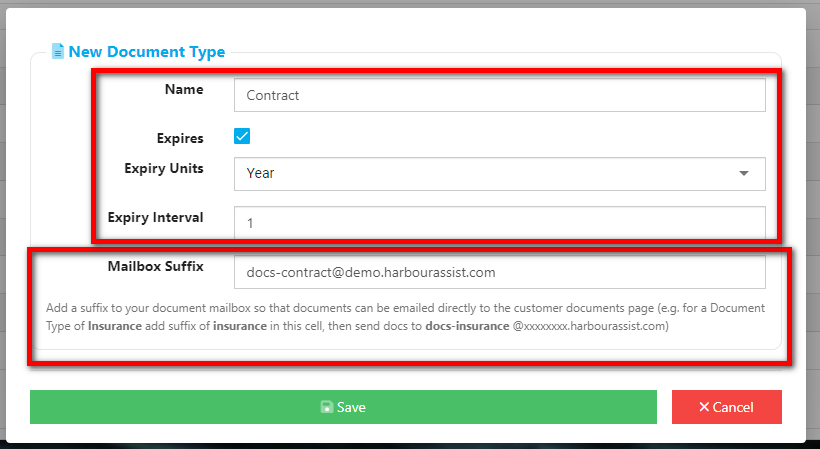 New Document Type
Name Contract
Expires
Expiry Units Year
Expiry Interval 1
Mailbox Suffix docs-contract@demo.harbourassist.com
Add a suffix to your document mailbox so that documents can be emailed directly to the customer documents page (e.g. for a Document
Type of Insurance add suffix of insurance in this cell, then send docs to docs-insurance @xxxxxxxx.harbourassist.com)
Save Cancel